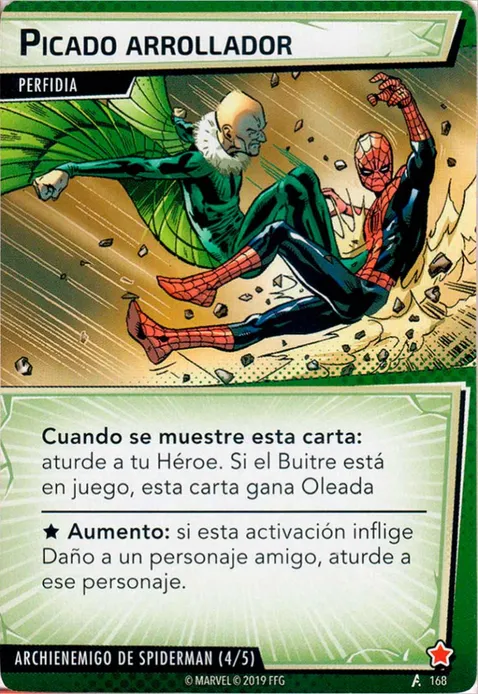 PICADO ARROLLADOR
PERFIDIA
Cuando se muestre esta carta:
aturde a tu Héroe. Si el Buitre está
en juego, esta carta gana Oleada
★ Aumento: si esta activación inflige
Daño a un personaje amigo, aturde a
ese personaje.
ARCHIENEMIGO DE SPIDERMAN (4/5)
© MARVEL © 2019 FFG
168